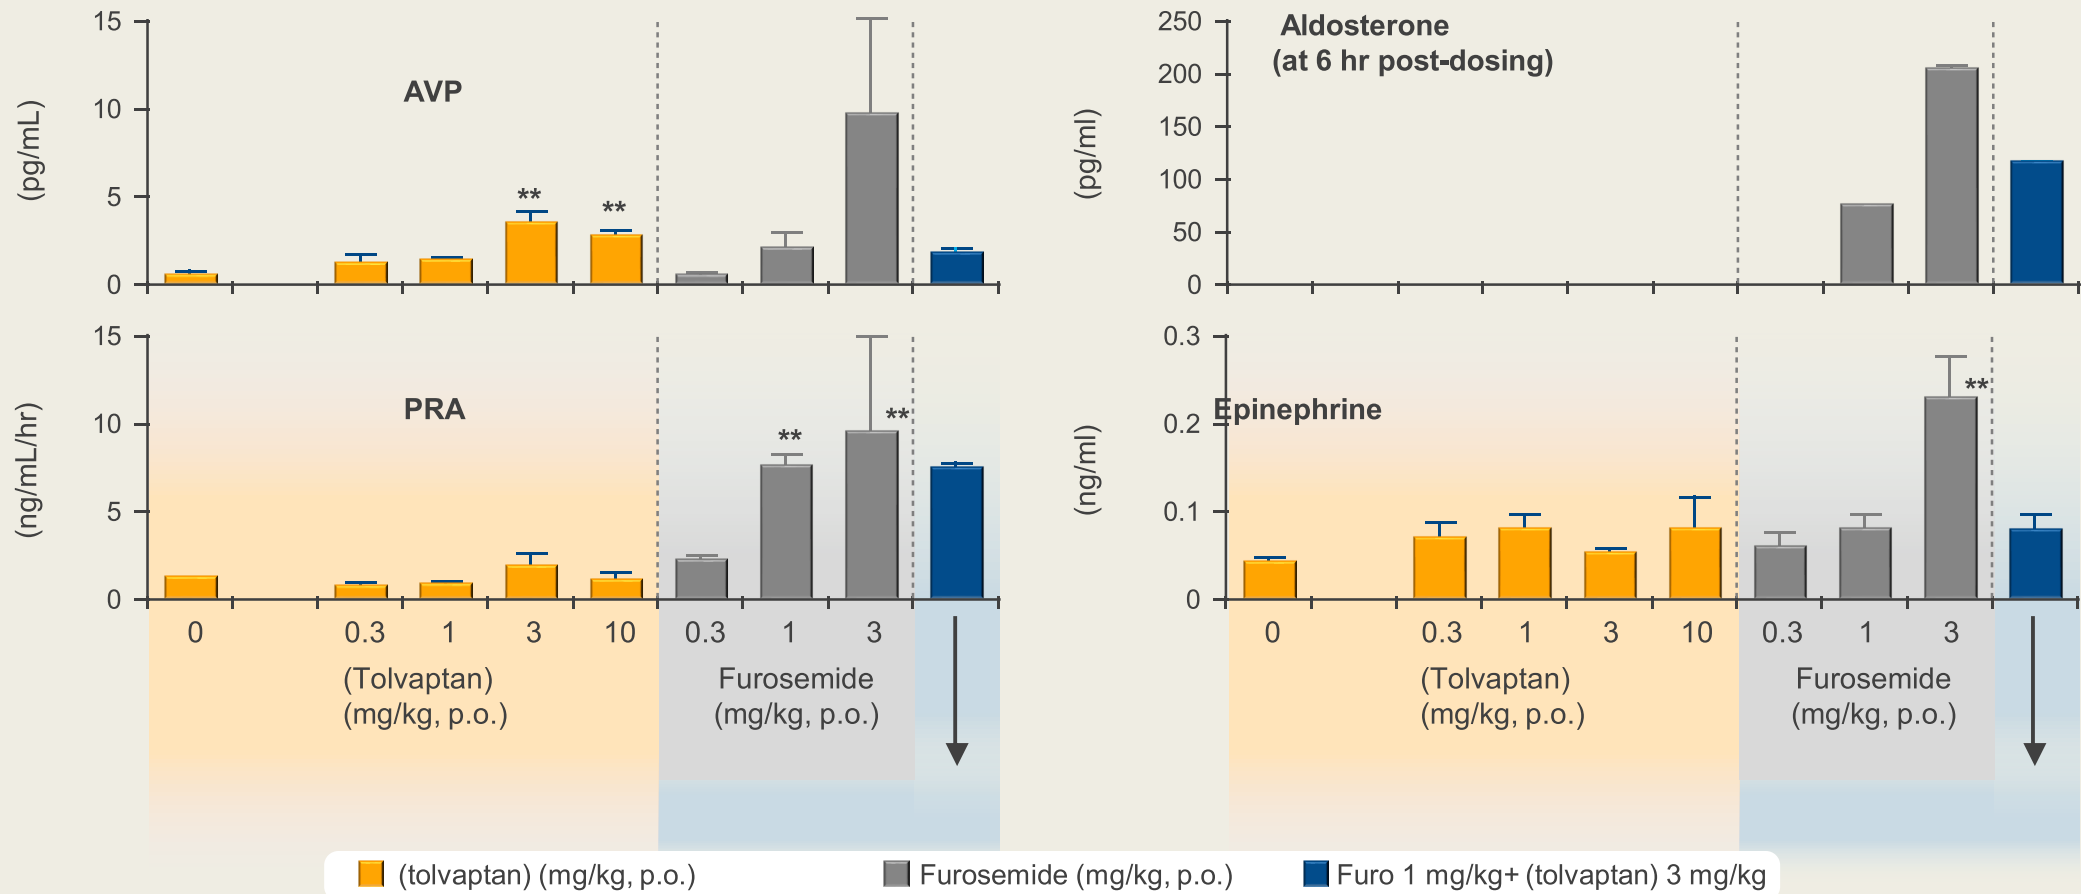 15
10
5
0
(pg/mL)
AVP
**
**
250
200
150
100
50
0
(pg/ml)
Aldosterone
(at 6 hr post-dosing)
15
10
5
0
(ng/mL/hr)
PRA
**
**
0
0.3
1
3
10
0.3
1
3
(Tolvaptan)
(mg/kg, p.o.)
Furosemide
(mg/kg, p.o.)
0.3
0.2
0.1
0
(ng/ml)
Epinephrine
**
0
0.3
1
3
10
0.3
1
3
(Tolvaptan)
(mg/kg, p.o.)
Furosemide
(mg/kg, p.o.)
(tolvaptan) (mg/kg, p.o.)
Furosemide (mg/kg, p.o.)
Furo 1 mg/kg+ (tolvaptan) 3 mg/kg